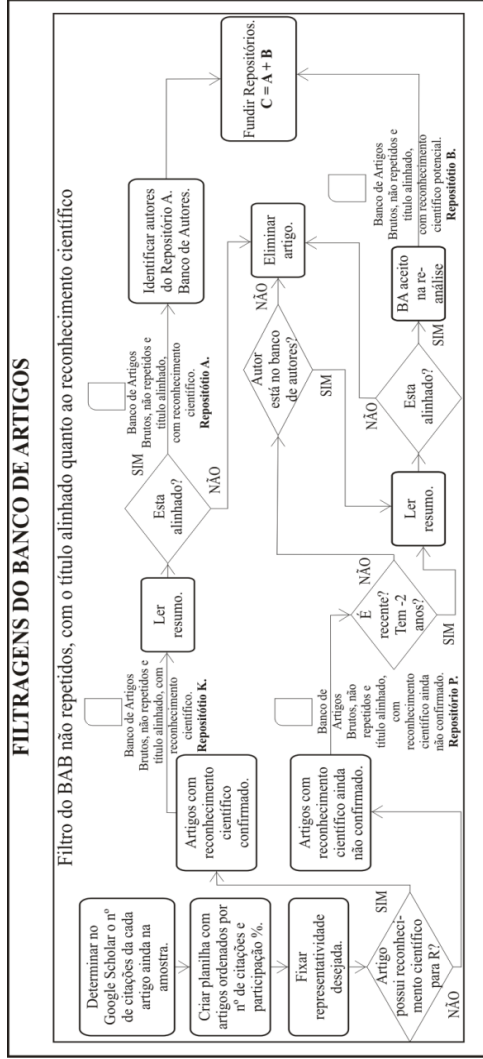 FILTRAGENS DO BANCO DE ARTIGOS
Filtro do BAB não repetidos, com o título alinhado quanto ao reconhecimento científico
Determinar no
Google Scholar o nº
de citações da cada
artigo ainda na
amostra.
Criar planilha com
artigos ordenados por
nº de citações e
participação %.
Fixar
representatividade
desejada.
Artigo
possui reconheci-
mento científico
para R?
SIM
NÃO
Artigos com
reconhecimento
científico
confirmado.
Banco de Artigos
Brutos, não repetidos e
título alinhado, com
reconhecimento
científico.
Repositótio K.
Ler
resumo.
Esta
alinhado?
SIM
NÃO
Banco de Artigos
Brutos, não repetidos e
título alinhado,
com reconhecimento
científico.
Repositótio A.
Identificar autores
do Repositório A.
Banco de Autores.
Fundir Repositórios.
C = A + B
Artigos com
reconhecimento
científico ainda
não confirmado.
Banco de
Artigos
Brutos, não
repetidos e
título alinhado,
com
reconhecimento
científico ainda
não confirmado.
Repositório P.
É
recente?
Tem -2
anos?
NÃO
SIM
Autor
está no banco
de autores?
NÃO
SIM
Eliminar
artigo.
Ler
resumo.
Esta
alinhado?
NÃO
SIM
BA aceito
na re-
análise
Banco de Artigos
Brutos, não repetidos e
título alinhado,
com reconhecimento
científico potencial.
Repositótio B.